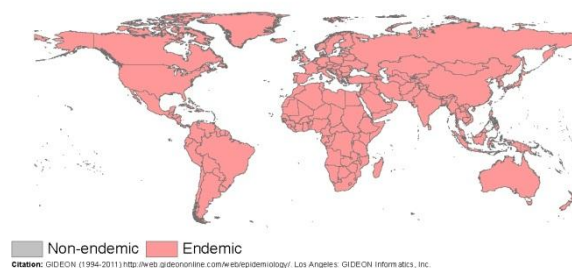 Non-endemic Endemic
Citation: GIDEON (1994-2011) http://web.gideononline.com/web/epidemiology/. Los Angeles: GIDEON Informatics, Inc.